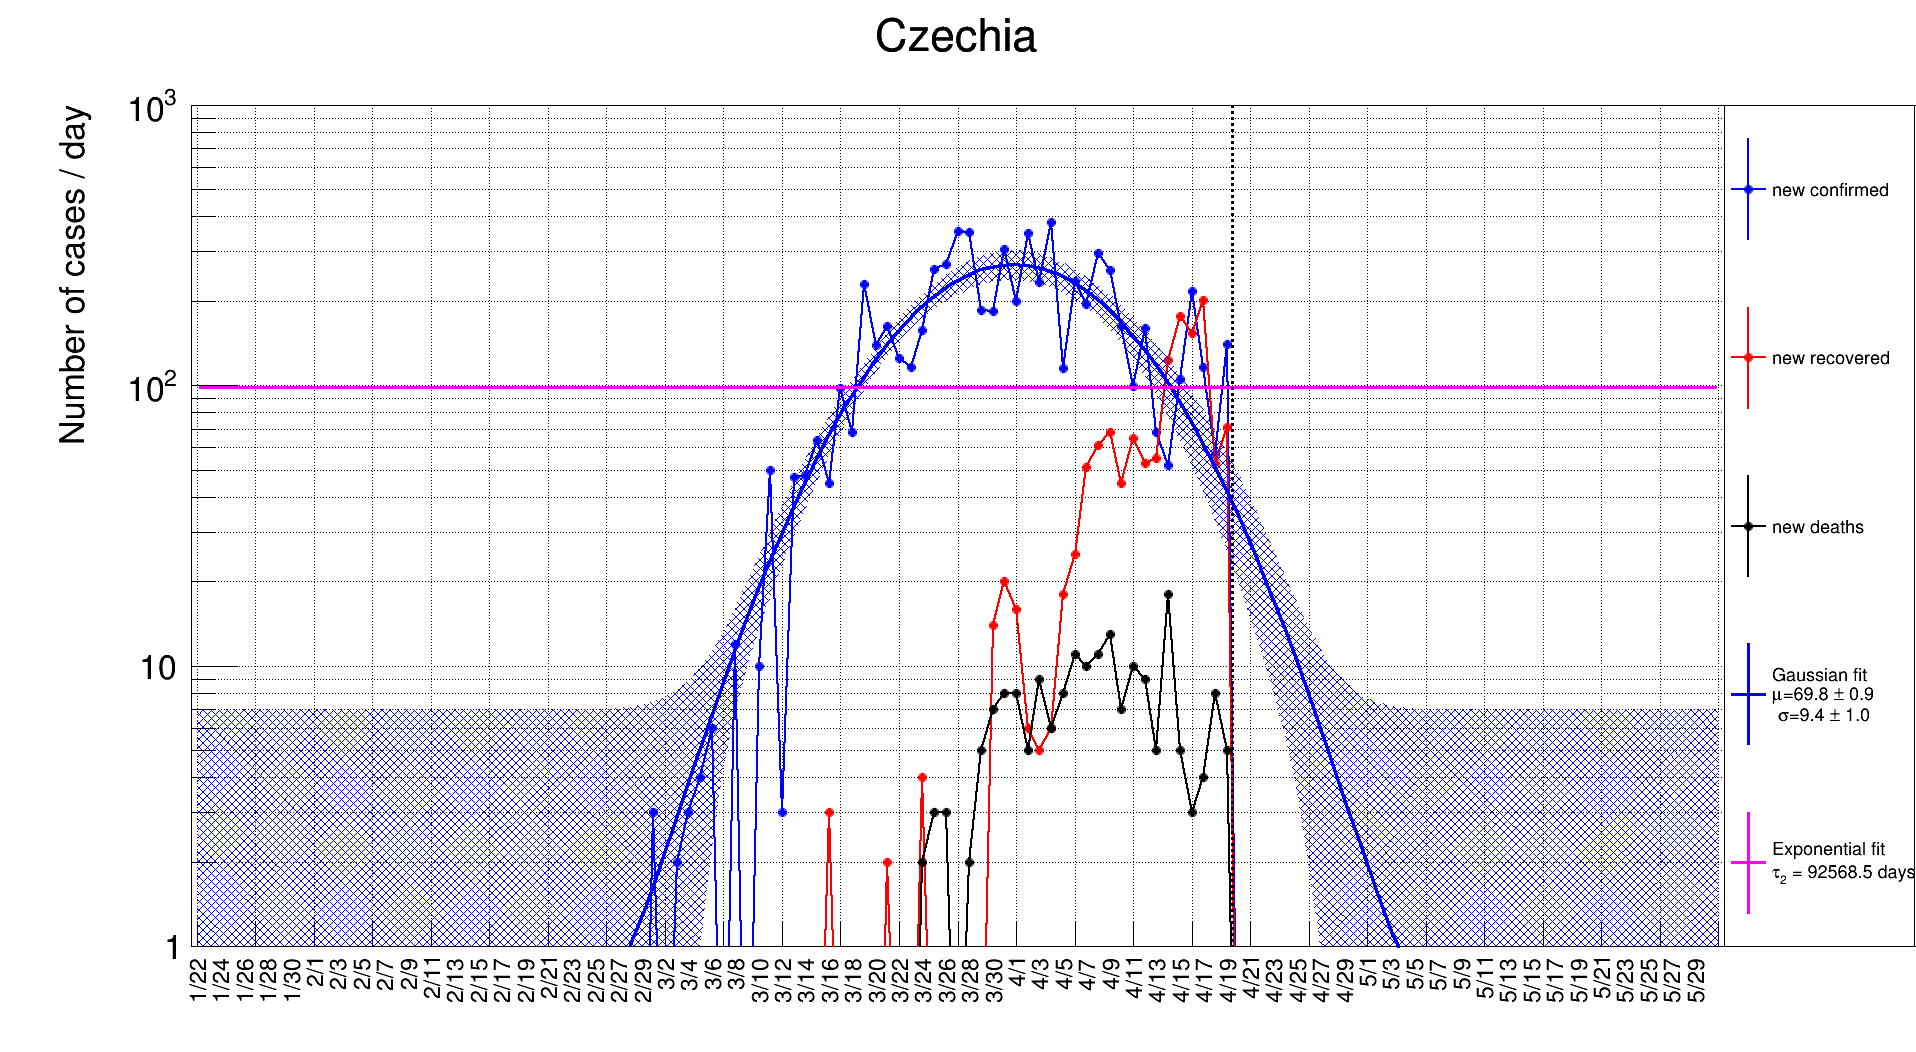 Czechia
Number of cases / day
10³
10²
10
1
1/22 1/24 1/26 1/28 1/30 2/1 2/3 2/5 2/7 2/9 2/11 2/13 2/15 2/17 2/19 2/21 2/23 2/25 2/27 2/29 3/2 3/4 3/6 3/8 3/10 3/12 3/14 3/16 3/18 3/20 3/22 3/24 3/26 3/28 3/30 4/1 4/3 4/5 4/7 4/9 4/11 4/13 4/15 4/17 4/19 4/21 4/23 4/25 4/27 4/29 5/1 5/3 5/5 5/7 5/9 5/11 5/13 5/15 5/17 5/19 5/21 5/23 5/25 5/27 5/29
new confirmed
new recovered
new deaths
Gaussian fit
μ=69.8 ± 0.9
σ=9.4 ± 1.0
Exponential fit
τ₂ = 92568.5 days